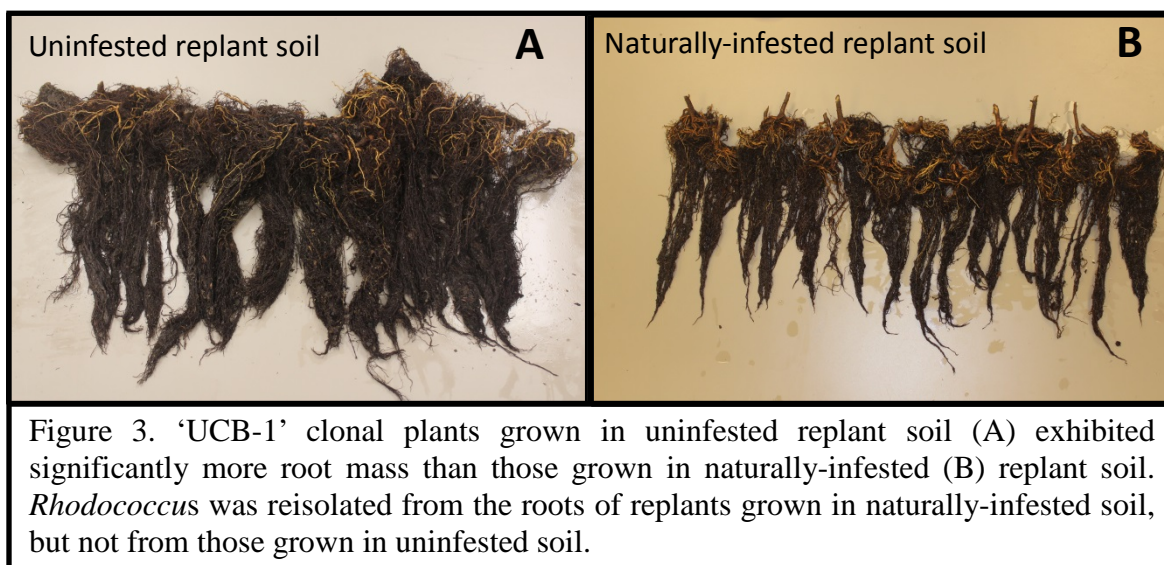 Uninfested replant soil A
Naturally-infested replant soil B
Figure 3. ‘UCB-1’ clonal plants grown in uninfested replant soil (A) exhibited
significantly more root mass than those grown in naturally-infested (B) replant soil.
Rhodococcus was reisolated from the roots of replants grown in naturally-infested soil,
but not from those grown in uninfested soil.